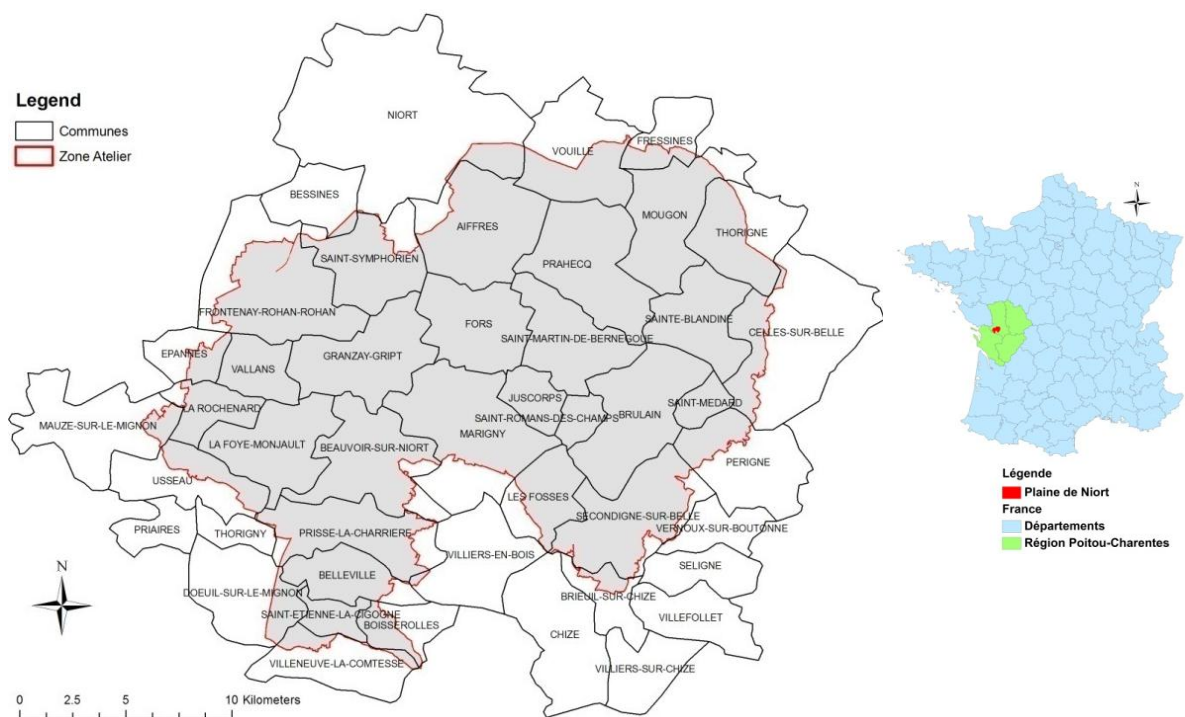 Legend
Communes
Zone Atelier
NIORT
VOUILLE
FRESSINES
BESSINES
MOUGON
AIFFRES
THORIGNE
SAINT-SYMPHORIEN
PRAHECQ
FRONTENAY-ROHAN-ROHAN
FORS
SAINTE-BLANDINE
CELLES-SUR-BELLE
SAINT-MARTIN-DE-BERNEGOUE
EPANNES
GRANZAY-GRIPT
VALLANS
JUSCORPS
SAINT-MEDARD
LA ROCHENARD
SAINT-ROMANS-DES-CHAMPS
BRULAIN
MAUZE-SUR-LE-MIGNON
MARIGNY
LA FOYE-MONJAULT
BEAUVOIR-SUR-NIORT
PERIGNE
USSEAU
LES FOSSES
SECONDIGNE-SUR-BELLE
VERNOUX-SUR-BOUTONNE
PRIAIRES
THORIGNY
PRISSE-LA-CHARRIERE
VILLIERS-EN-BOIS
SELIGNE
BELLEVILLE
DOEUIL-SUR-LE-MIGNON
BRIEUIL-SUR-CHIZE
SAINT-ETIENNE-LA-CIGOGNE
BOISSEROLLES
VILLEFOLLET
CHIZE
VILLENEUVE-LA-COMTESSE
VILLIERS-SUR-CHIZE
N
0 2.5 5 10 Kilometers
N
Légende
Plaine de Niort
France
Départements
Région Poitou-Charentes